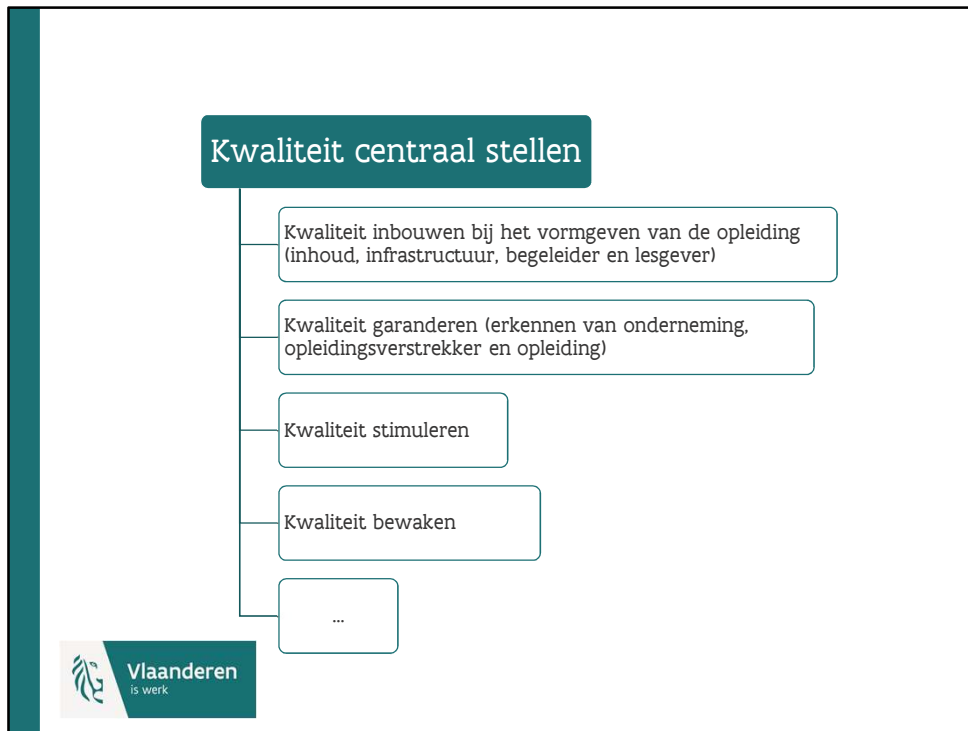 Kwaliteit centraal stellen
Kwaliteit inbouwen bij het vormgeven van de opleiding
(inhoud, infrastructuur, begeleider en lesgever)
Kwaliteit garanderen (erkennen van onderneming,
opleidingsverstrekker en opleiding)
Kwaliteit stimuleren
Kwaliteit bewaken
...
Vlaanderen
is werk